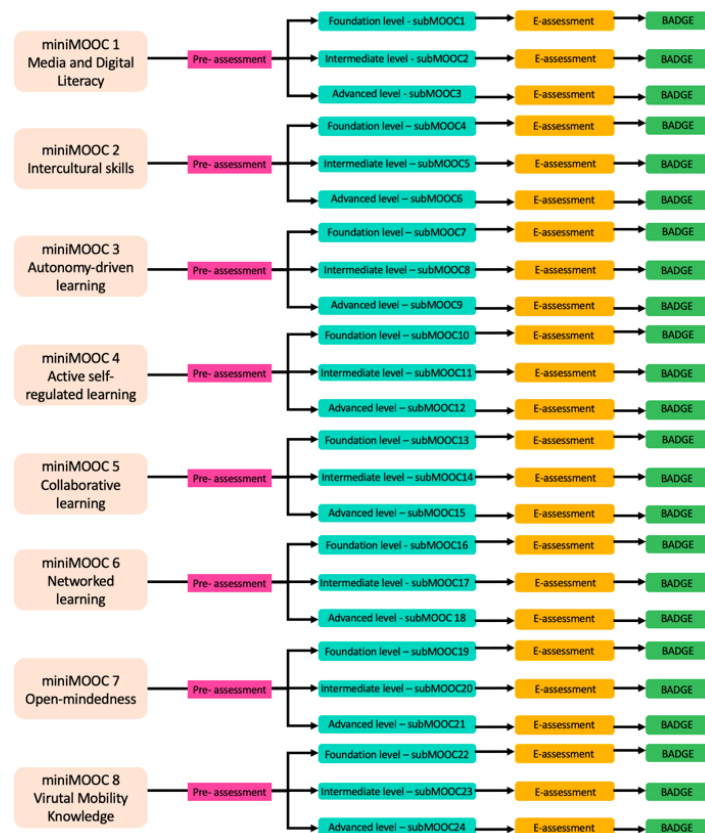 Foundation level - subMOOC1 E-assessment BADGE
miniMOOC 1
Media and Digital
Literacy
Pre- assessment
Intermediate level - subMOOC2 E-assessment BADGE
Advanced level - subMOOC3 E-assessment BADGE
Foundation level – subMOOC4 E-assessment BADGE
miniMOOC 2
Intercultural skills
Pre- assessment
Intermediate level – subMOOC5 E-assessment BADGE
Advanced level – subMOOC6 E-assessment BADGE
Foundation level – subMOOC7 E-assessment BADGE
miniMOOC 3
Autonomy-driven
learning
Pre- assessment
Intermediate level – subMOOC8 E-assessment BADGE
Advanced level – subMOOC9 E-assessment BADGE
Foundation level – subMOOC10 E-assessment BADGE
miniMOOC 4
Active self-
regulated learning
Pre- assessment
Intermediate level – subMOOC11 E-assessment BADGE
Advanced level – subMOOC12 E-assessment BADGE
Foundation level – subMOOC13 E-assessment BADGE
miniMOOC 5
Collaborative
learning
Pre- assessment
Intermediate level – subMOOC14 E-assessment BADGE
Advanced level – subMOOC15 E-assessment BADGE
Foundation level – subMOOC16 E-assessment BADGE
miniMOOC 6
Networked
learning
Pre- assessment
Intermediate level - subMOOC17 E-assessment BADGE
Advanced level - subMOOC 18 E-assessment BADGE
Foundation level – subMOOC19 E-assessment BADGE
miniMOOC 7
Open-mindedness
Pre- assessment
Intermediate level – subMOOC20 E-assessment BADGE
Advanced level – subMOOC21 E-assessment BADGE
Foundation level – subMOOC22 E-assessment BADGE
miniMOOC 8
Virutal Mobility
Knowledge
Pre- assessment
Intermediate level – subMOOC23 E-assessment BADGE
Advanced level – subMOOC24 E-assessment BADGE